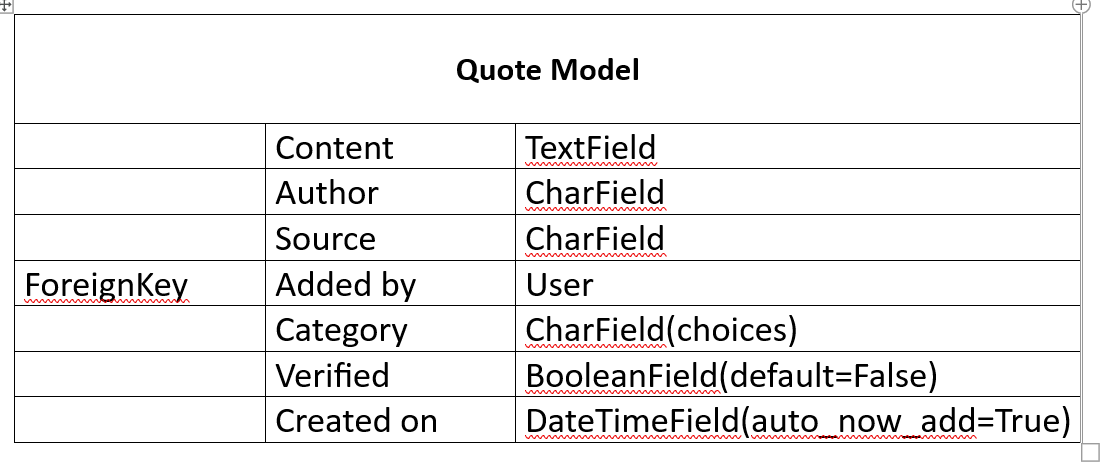 Quote Model
Content TextField
Author CharField
Source CharField
ForeignKey Added by User
Category CharField(choices)
Verified BooleanField(default=False)
Created on DateTimeField(auto_now_add=True)